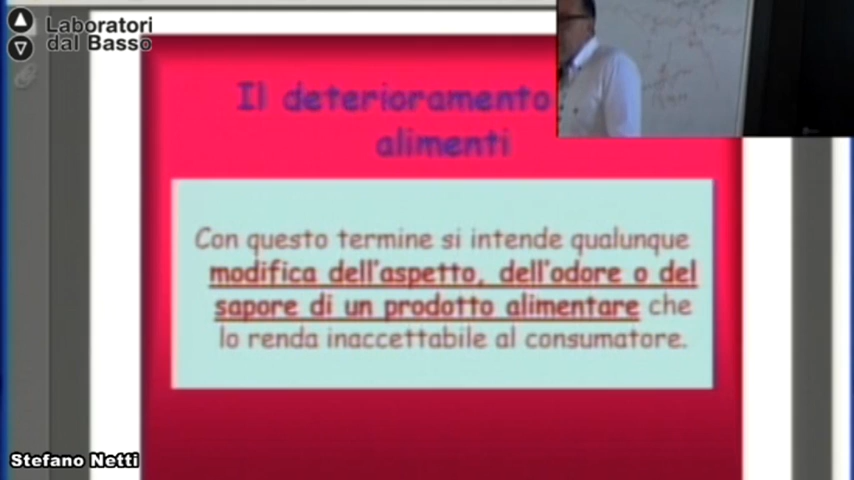 Laboratori
dal Basso
Il deterioramento
alimenti
Con questo termine si intende qualunque
modifica dell'aspetto, dell'odore o del
sapore di un prodotto alimentare che
lo renda inaccettabile al consumatore.
Stefano Netti